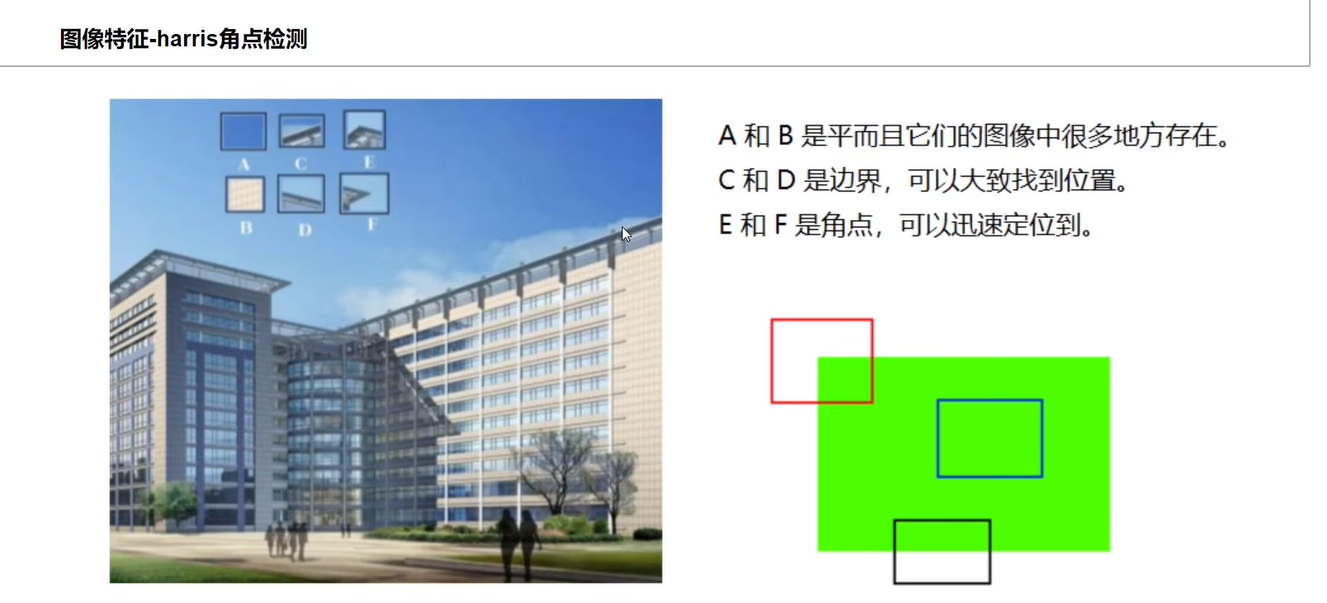 图像特征-harris角点检测
A C E
B D F
A 和 B 是平而且它们的图像中很多地方存在。
C 和 D 是边界，可以大致找到位置。
E 和 F 是角点，可以迅速定位到。